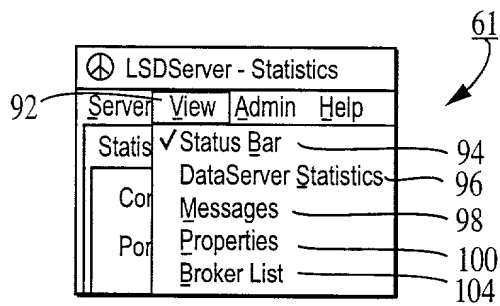 61
LSDServer - Statistics
92
Server View Admin Help
Statis
Status Bar
94
DataServer Statistics
96
Con
Messages
98
Por
Properties
100
Broker List
104